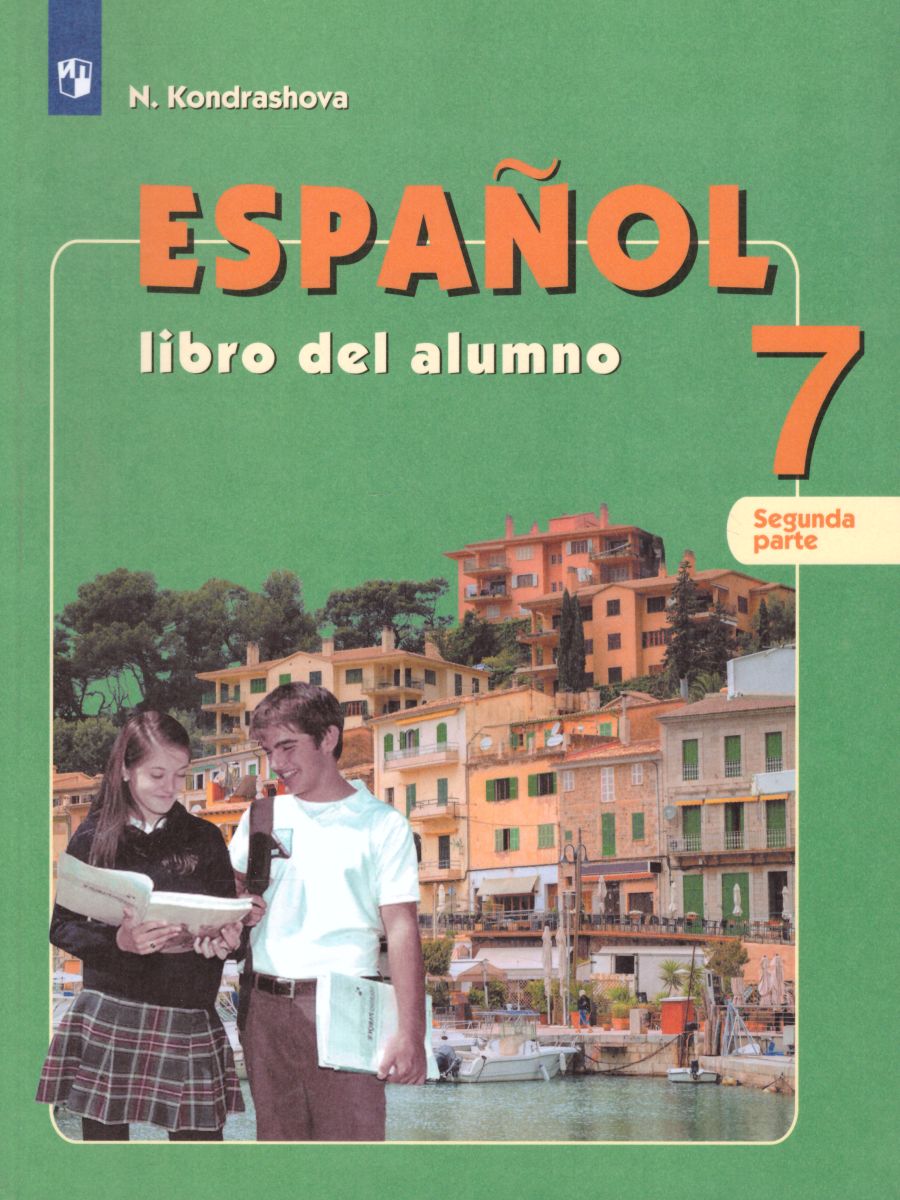 N. Kondrashova
ESPAÑOL
libro del alumno
7
Segunda
parte